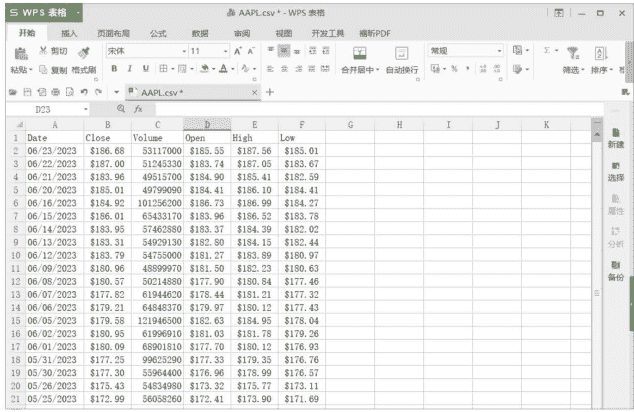 S WPS 表格 AAPL.csv * - WPS 表格
开始 插入 页面布局 公式 数据 审阅 视图 开发工具 福昕PDF
粘贴 剪切 复制 格式刷 宋体 11 B I U 合并居中 自动换行 常规 筛选 排序
AAPL.csv *
D23 fx
A B C D E F G H I J K
1 Date Close Volume Open High Low
2 06/23/2023 $186.68 53117000 $185.55 $187.56 $185.01
3 06/22/2023 $187.00 51245330 $183.74 $187.05 $183.67
4 06/21/2023 $183.96 49515700 $184.90 $185.41 $182.59
5 06/20/2023 $185.01 49799090 $184.41 $186.10 $184.41
6 06/16/2023 $184.92 101256200 $186.73 $186.99 $184.27
7 06/15/2023 $186.01 65433170 $183.96 $186.52 $183.78
8 06/14/2023 $183.95 57462880 $183.37 $184.39 $182.02
9 06/13/2023 $183.31 54929130 $182.80 $184.15 $182.44
10 06/12/2023 $183.79 54755000 $181.27 $183.89 $180.97
11 06/09/2023 $180.96 48899970 $181.50 $182.23 $180.63
12 06/08/2023 $180.57 50214880 $177.90 $180.84 $177.46
13 06/07/2023 $177.82 61944620 $178.44 $181.21 $177.32
14 06/06/2023 $179.21 64848370 $179.97 $180.12 $177.43
15 06/05/2023 $179.58 121946500 $182.63 $184.95 $178.04
16 06/02/2023 $180.95 61996910 $181.03 $181.78 $179.26
17 06/01/2023 $180.09 68901810 $177.70 $180.12 $176.93
18 05/31/2023 $177.25 99625290 $177.33 $179.35 $176.76
19 05/30/2023 $177.30 55964400 $176.96 $178.99 $176.57
20 05/26/2023 $175.43 54834980 $173.32 $175.77 $173.11
21 05/25/2023 $172.99 56058260 $172.41 $173.90 $171.69
新建
选择
属性
分析
备份